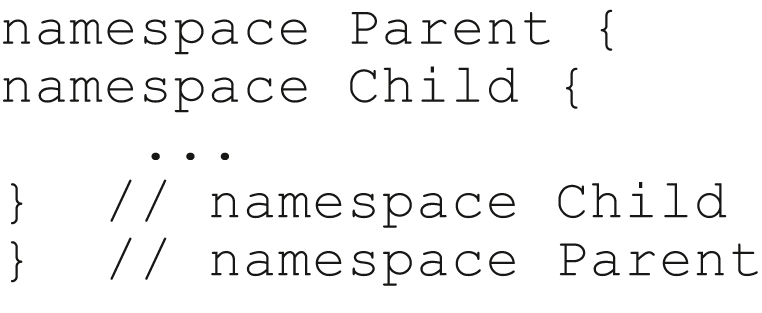 namespace Parent {
namespace Child {
    ...
}  // namespace Child
}  // namespace Parent